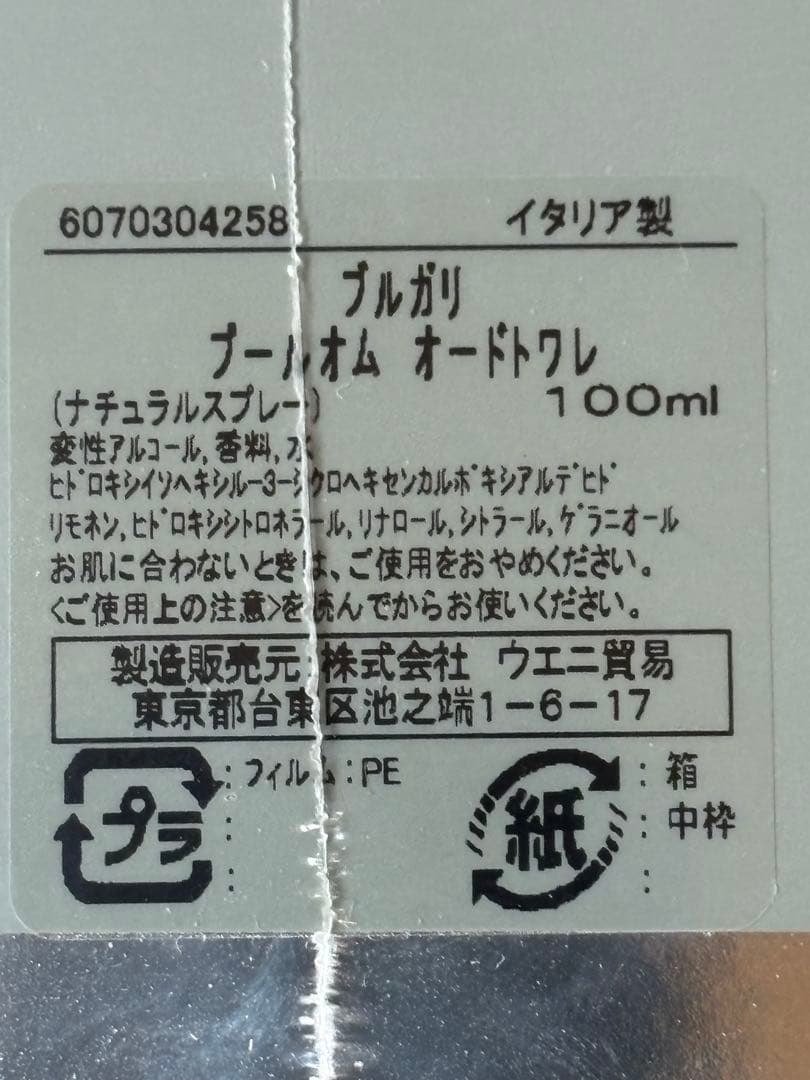 6070304258 イタリア製
ブルガリ
プールオム オードトワレ
(ナチュラルスプレー) 100ml
変性アルコール,香料,水
ヒドロキシイソヘキシル-3-シクロヘキセンカルボキシアルデヒド
リモネン,ヒドロキシシトロネラール,リナロール,シトラール,ゲラニオール
お肌に合わないときは、ご使用をおやめください。
<ご使用上の注意>を読んでからお使いください。
製造販売元:株式会社 ウエニ貿易
東京都台東区池之端1-6-17
プラ : フィルム:PE
:
:
紙 : 箱
: 中枠
: